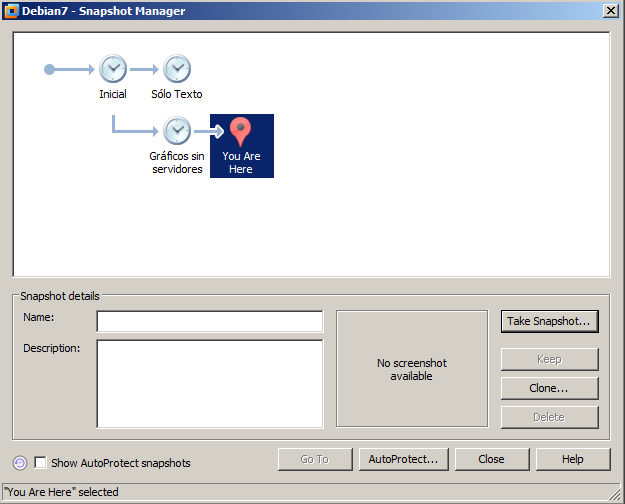 Debian7 - Snapshot Manager
Inicial
Sólo Texto
Gráficos sin
servidores
You Are
Here
Snapshot details
Name:
Description:
No screenshot
available
Take Snapshot...
Keep
Clone...
Delete
Show AutoProtect snapshots
Go To
AutoProtect...
Close
Help
"You Are Here" selected